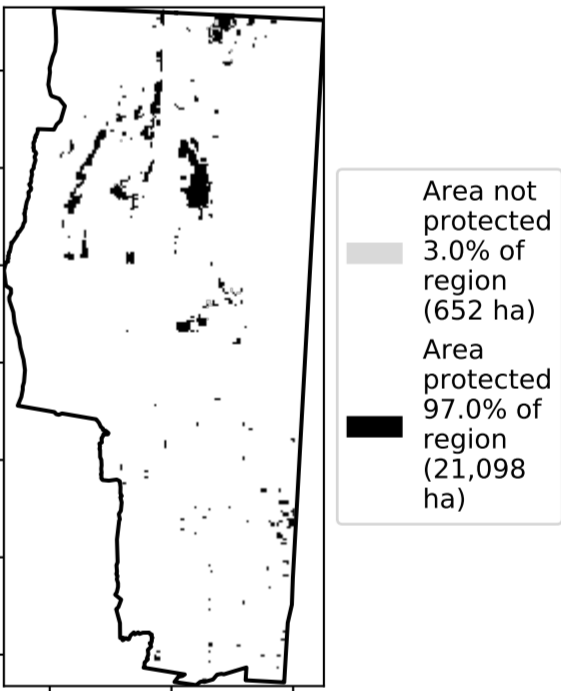 Area not
protected
3.0% of
region
(652 ha)
Area
protected
97.0% of
region
(21,098
ha)